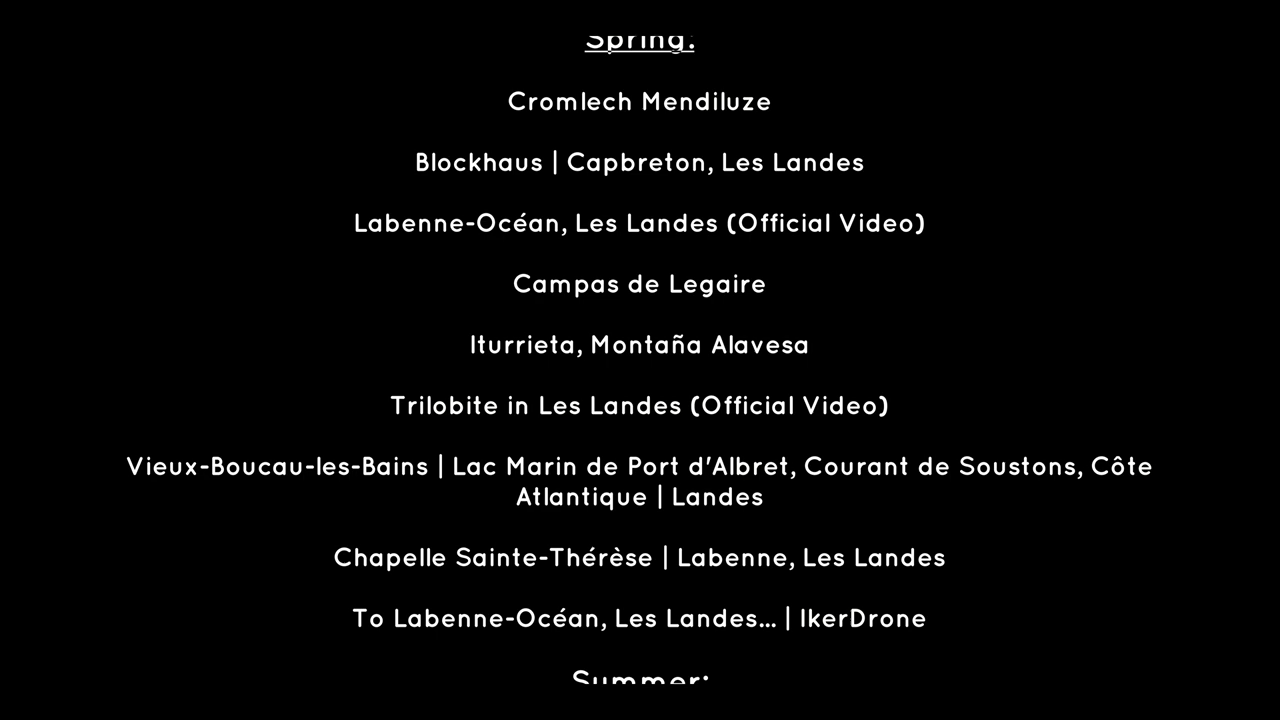 Spring:
Cromlech Mendiluze
Blockhaus | Capbreton, Les Landes
Labenne-Océan, Les Landes (Official Video)
Campas de Legaire
Iturrieta, Montaña Alavesa
Trilobite in Les Landes (Official Video)
Vieux-Boucau-les-Bains | Lac Marin de Port d'Albret, Courant de Soustons, Côte
Atlantique | Landes
Chapelle Sainte-Thérèse | Labenne, Les Landes
To Labenne-Océan, Les Landes... | IkerDrone
Summer: